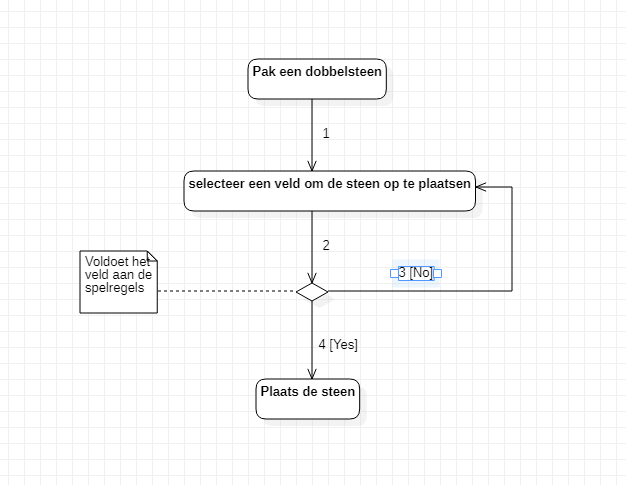 Pak een dobbelsteen
1
selecteer een veld om de steen op te plaatsen
2
Voldoet het
veld aan de
spelregels
3 [No]
4 [Yes]
Plaats de steen